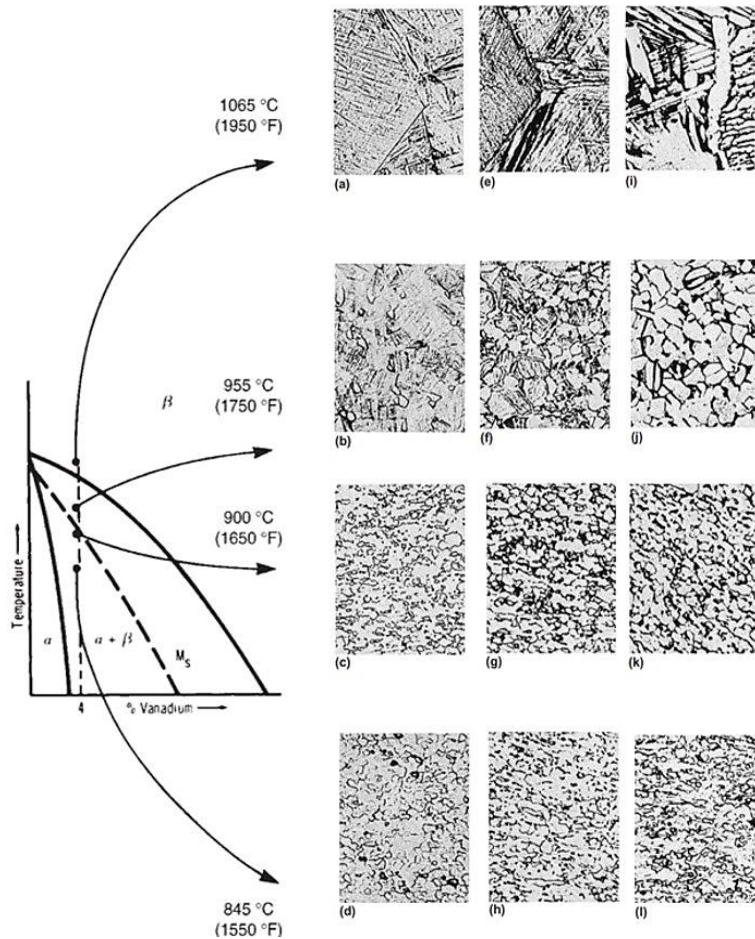 1065 °C
(1950 °F)
(a)
(e)
(i)
955 °C
(1750 °F)
β
(b)
(f)
(j)
900 °C
(1650 °F)
Temperature
α
α + β
Ms
4
% Vanadium
(c)
(g)
(k)
845 °C
(1550 °F)
(d)
(h)
(l)